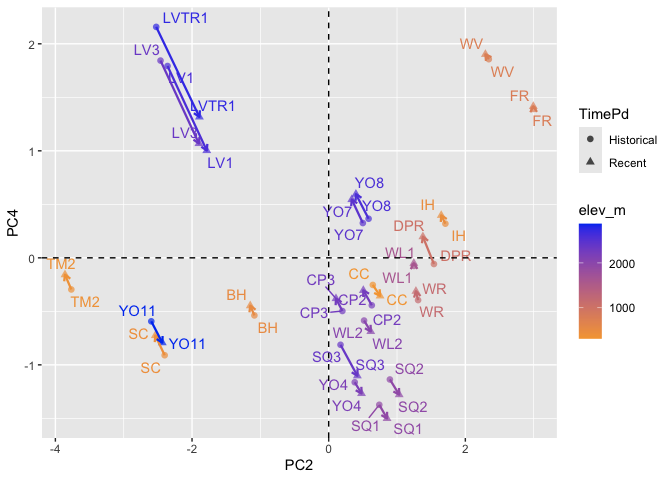 LVTR1
WV
LV3
WV
LV1
FR
LVTR1
FR
LV3
LV1
YO8
YO7
YO8
IH
YO7
DPR
IH
WL1
DPR
TM2
CC
WL1
CP3
TM2
BH
CP2
CC
WR
YO11
CP3
CP2
WR
BH
SC
YO11
WL2
WL2
SC
SQ3
SQ3
SQ2
YO4
YO4
SQ2
SQ1
SQ1
2
1
0
-1
-4
-2
0
2
PC2
PC4
TimePd
Historical
Recent
elev_m
2000
1000